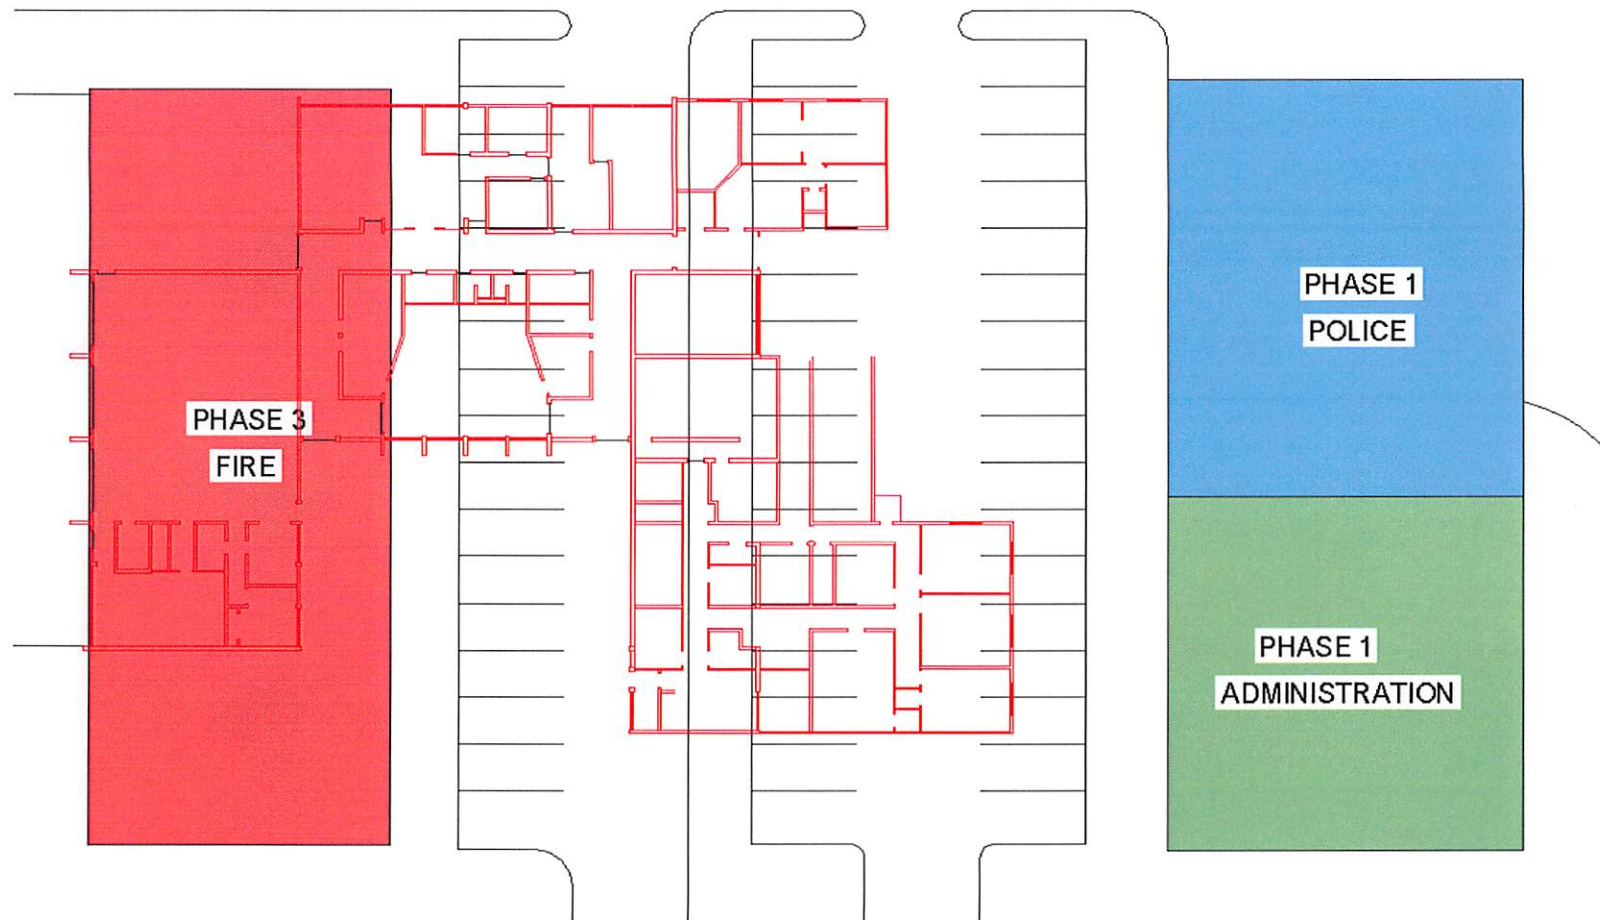 PHASE 3
FIRE
PHASE 1
POLICE
PHASE 1
ADMINISTRATION